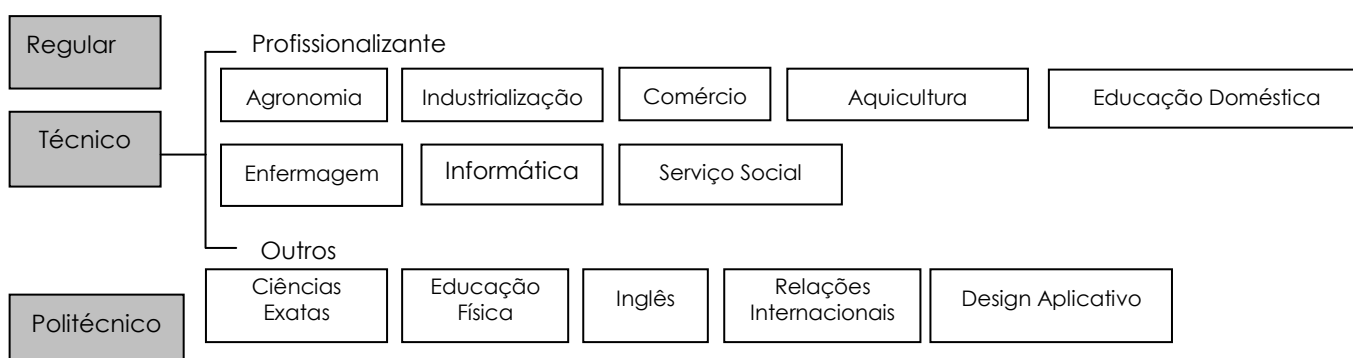 Regular
Profissionalizante
Agronomia
Industrialização
Comércio
Aquicultura
Educação Doméstica
Técnico
Enfermagem
Informática
Serviço Social
Outros
Ciências
Exatas
Educação
Física
Inglês
Relações
Internacionais
Design Aplicativo
Politécnico